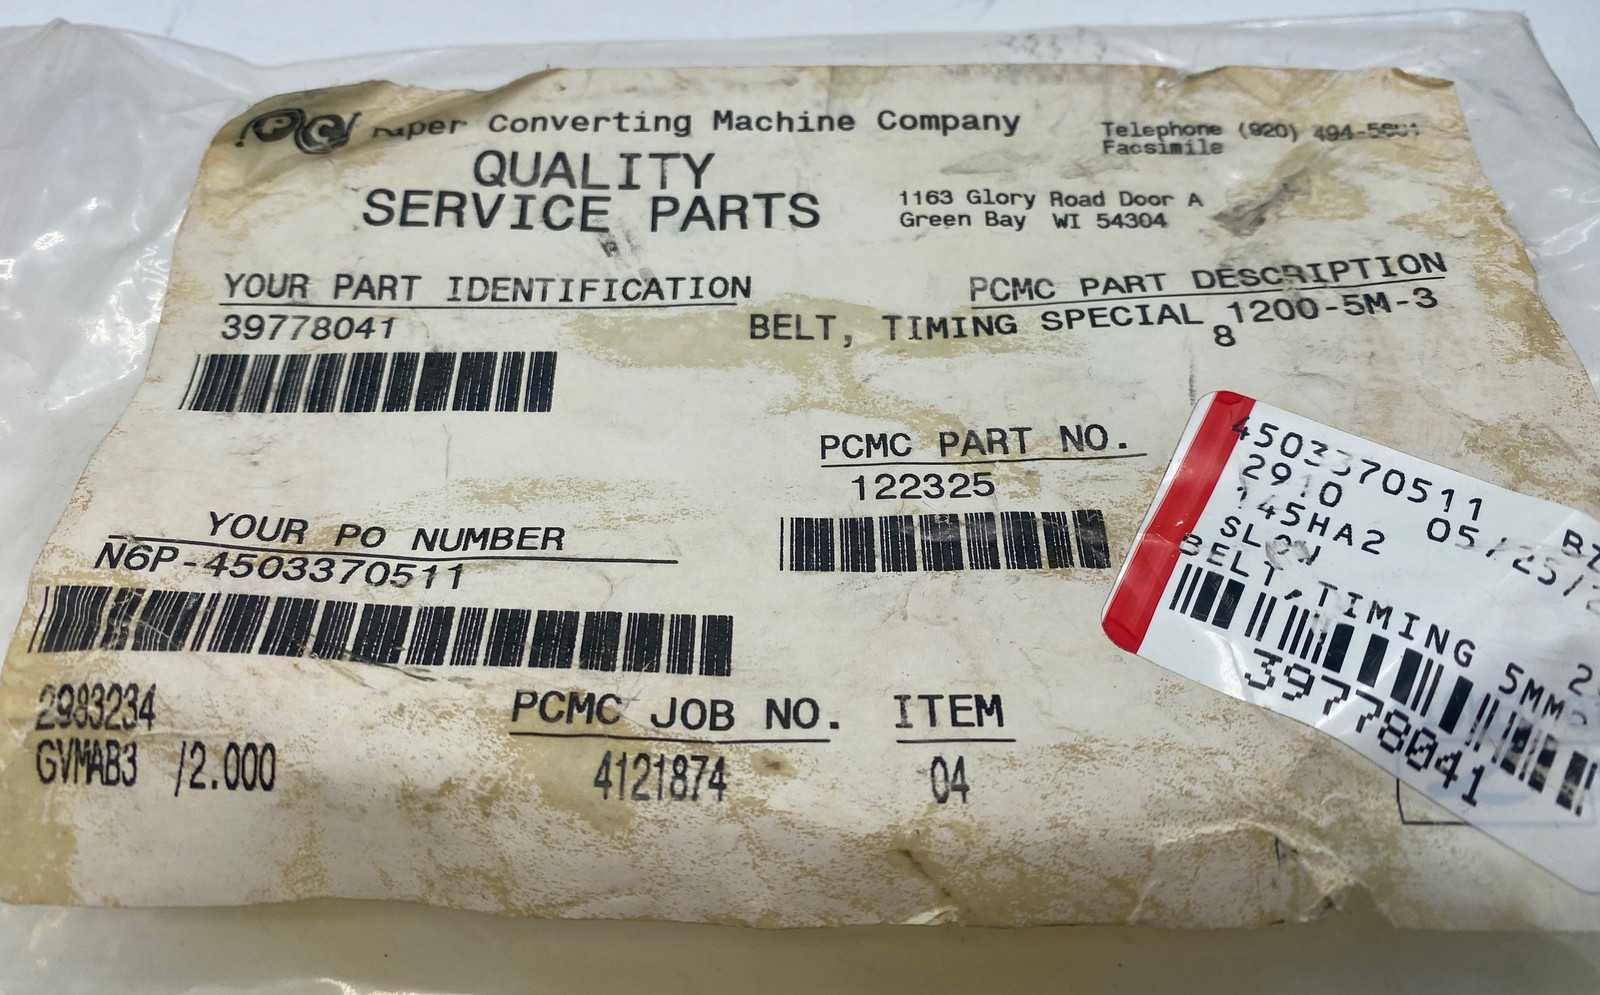 Paper Converting Machine Company
QUALITY
SERVICE PARTS
Telephone (920)
Facsimile
1163 Glory Road Door A
Green Bay WI 54304
YOUR PART IDENTIFICATION
39778041
PCMC PART DESCRIPTION
BELT, TIMING SPECIAL 1200-5M-3
8
PCMC PART NO.
122325
YOUR PO NUMBER
N6P-4503370511
2983234
GVMAB3 /2.000
PCMC JOB NO.
4121874
ITEM
04
4503370511
05/25/
145HA2
BELT,TIMING 5MM
39778041